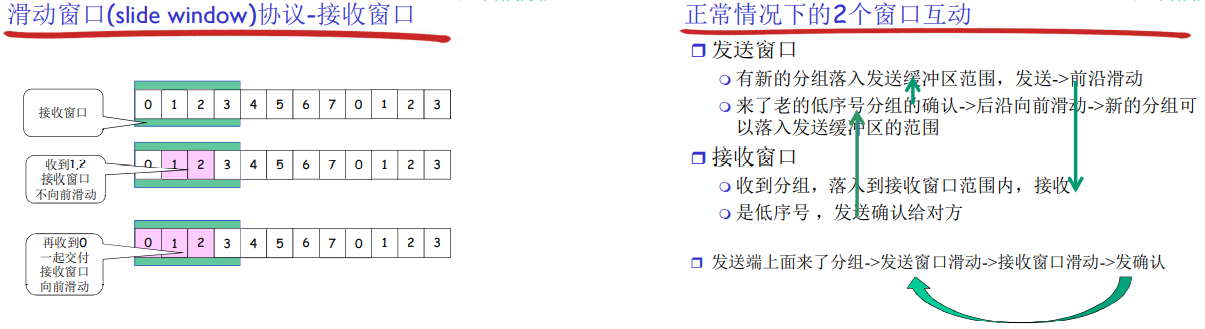 滑动窗口(slide window)协议-接收窗口
接收窗口
0 1 2 3 4 5 6 7 0 1 2 3
收到1,2
接收窗口
不向前滑动
0 1 2 3 4 5 6 7 0 1 2 3
再收到0
一起交付
接收窗口
向前滑动
0 1 2 3 4 5 6 7 0 1 2 3
正常情况下的2个窗口互动
发送窗口
有新的分组落入发送缓冲区范围，发送->前沿滑动
来了老的低序号分组的确认->后沿向前滑动->新的分组可
以落入发送缓冲区的范围
接收窗口
收到分组，落入到接收窗口范围内，接收
是低序号，发送确认给对方
发送端上面来了分组->发送窗口滑动->接收窗口滑动->发确认